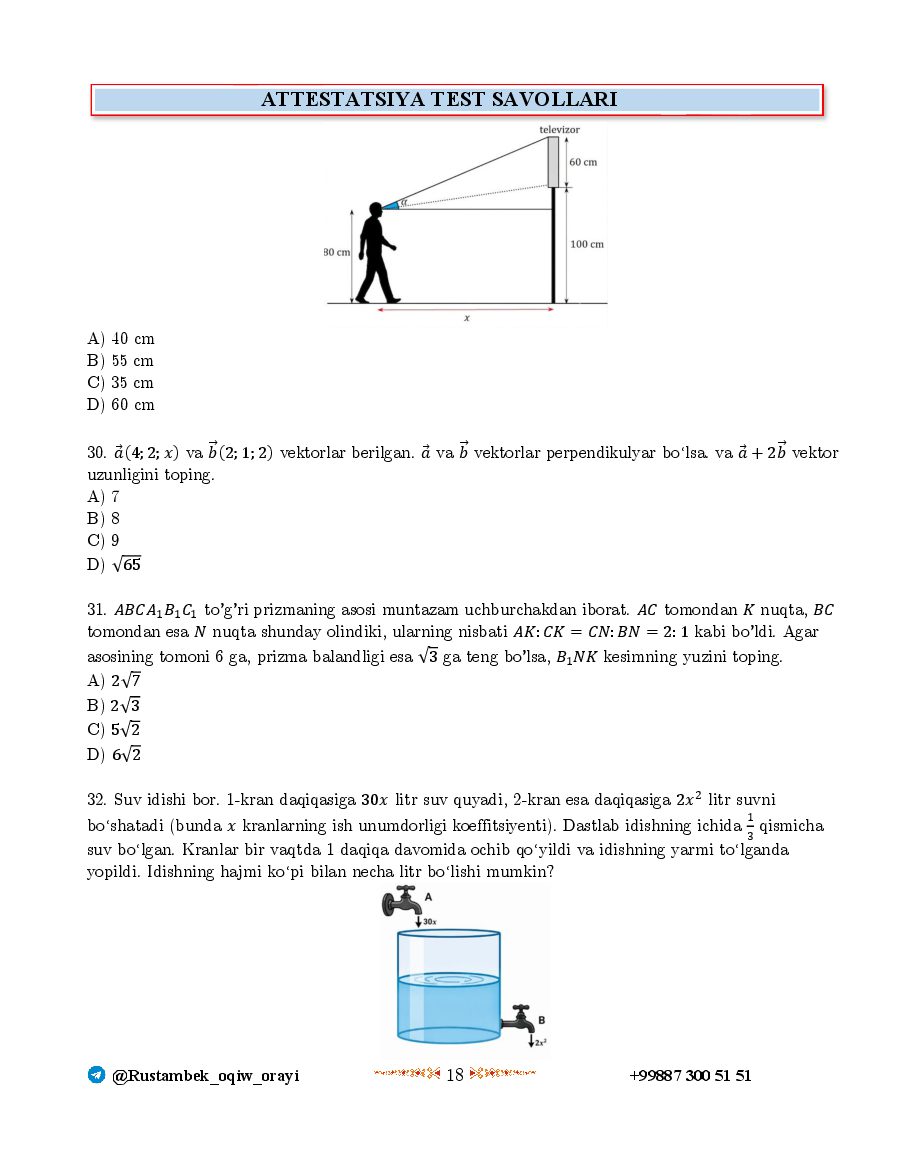 ATTESTATSIYA TEST SAVOLLARI
televizor
60 cm
α
80 cm
100 cm
x
A) 40 cm
B) 55 cm
C) 35 cm
D) 60 cm
30. a⃗(4; 2; x) va b⃗(2; 1; 2) vektorlar berilgan. a⃗ va b⃗ vektorlar perpendikulyar bo‘lsa. va a⃗ + 2b⃗ vektor
uzunligini toping.
A) 7
B) 8
C) 9
D) √65
31. ABCA₁B₁C₁ to’g’ri prizmaning asosi muntazam uchburchakdan iborat. AC tomondan K nuqta, BC
tomondan esa N nuqta shunday olindiki, ularning nisbati AK: CK = CN: BN = 2: 1 kabi bo’ldi. Agar
asosining tomoni 6 ga, prizma balandligi esa √3 ga teng bo’lsa, B₁NK kesimning yuzini toping.
A) 2√7
B) 2√3
C) 5√2
D) 6√2
32. Suv idishi bor. 1-kran daqiqasiga 30x litr suv quyadi, 2-kran esa daqiqasiga 2x² litr suvni
bo‘shatadi (bunda x kranlarning ish unumdorligi koeffitsiyenti). Dastlab idishning ichida 1/3 qismicha
suv bo‘lgan. Kranlar bir vaqtda 1 daqiqa davomida ochib qo‘yildi va idishning yarmi to‘lganda
yopildi. Idishning hajmi ko‘pi bilan necha litr bo‘lishi mumkin?
A
30x
B
2x²
@Rustambek_oqiw_orayi 18 +99887 300 51 51